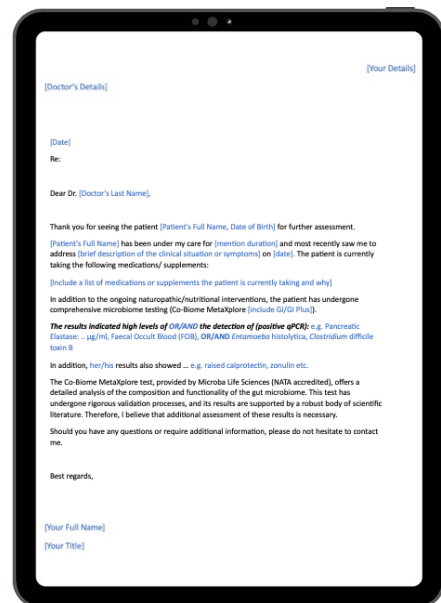 [Your Details]
[Doctor's Details]
[Date]
Re:
Dear Dr. [Doctor's Last Name],
Thank you for seeing the patient [Patient's Full Name, Date of Birth] for further assessment.
[Patient's Full Name] has been under my care for [mention duration] and most recently saw me to
address [brief description of the clinical situation or symptoms] on [date]. The patient is currently
taking the following medications/ supplements:
[Include a list of medications or supplements the patient is currently taking and why]
In addition to the ongoing naturopathic/nutritional interventions, the patient has undergone
comprehensive microbiome testing (Co-Biome MetaXplore [include GI/GI Plus]).
The results indicated high levels of OR/AND the detection of (positive qPCR): e.g. Pancreatic
Elastase: .. µg/ml, Faecal Occult Blood (FOB), OR/AND Entamoeba histolytica, Clostridium difficile
toxin B
In addition, her/his results also showed ... e.g. raised calprotectin, zonulin etc.
The Co-Biome MetaXplore test, provided by Microba Life Sciences (NATA accredited), offers a
detailed analysis of the composition and functionality of the gut microbiome. This test has
undergone rigorous validation processes, and its results are supported by a robust body of scientific
literature. Therefore, I believe that additional assessment of these results is necessary.
Should you have any questions or require additional information, please do not hesitate to contact
me.
Best regards,
[Your Full Name]
[Your Title]